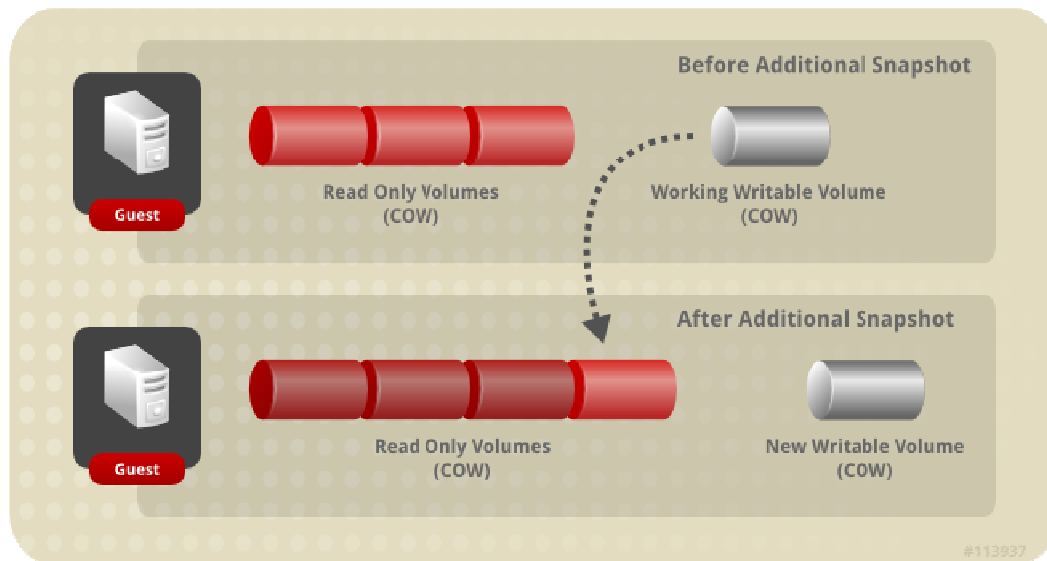 Before Additional Snapshot
Guest
Read Only Volumes
(COW)
Working Writable Volume
(COW)
After Additional Snapshot
Guest
Read Only Volumes
(COW)
New Writable Volume
(COW)
#113937